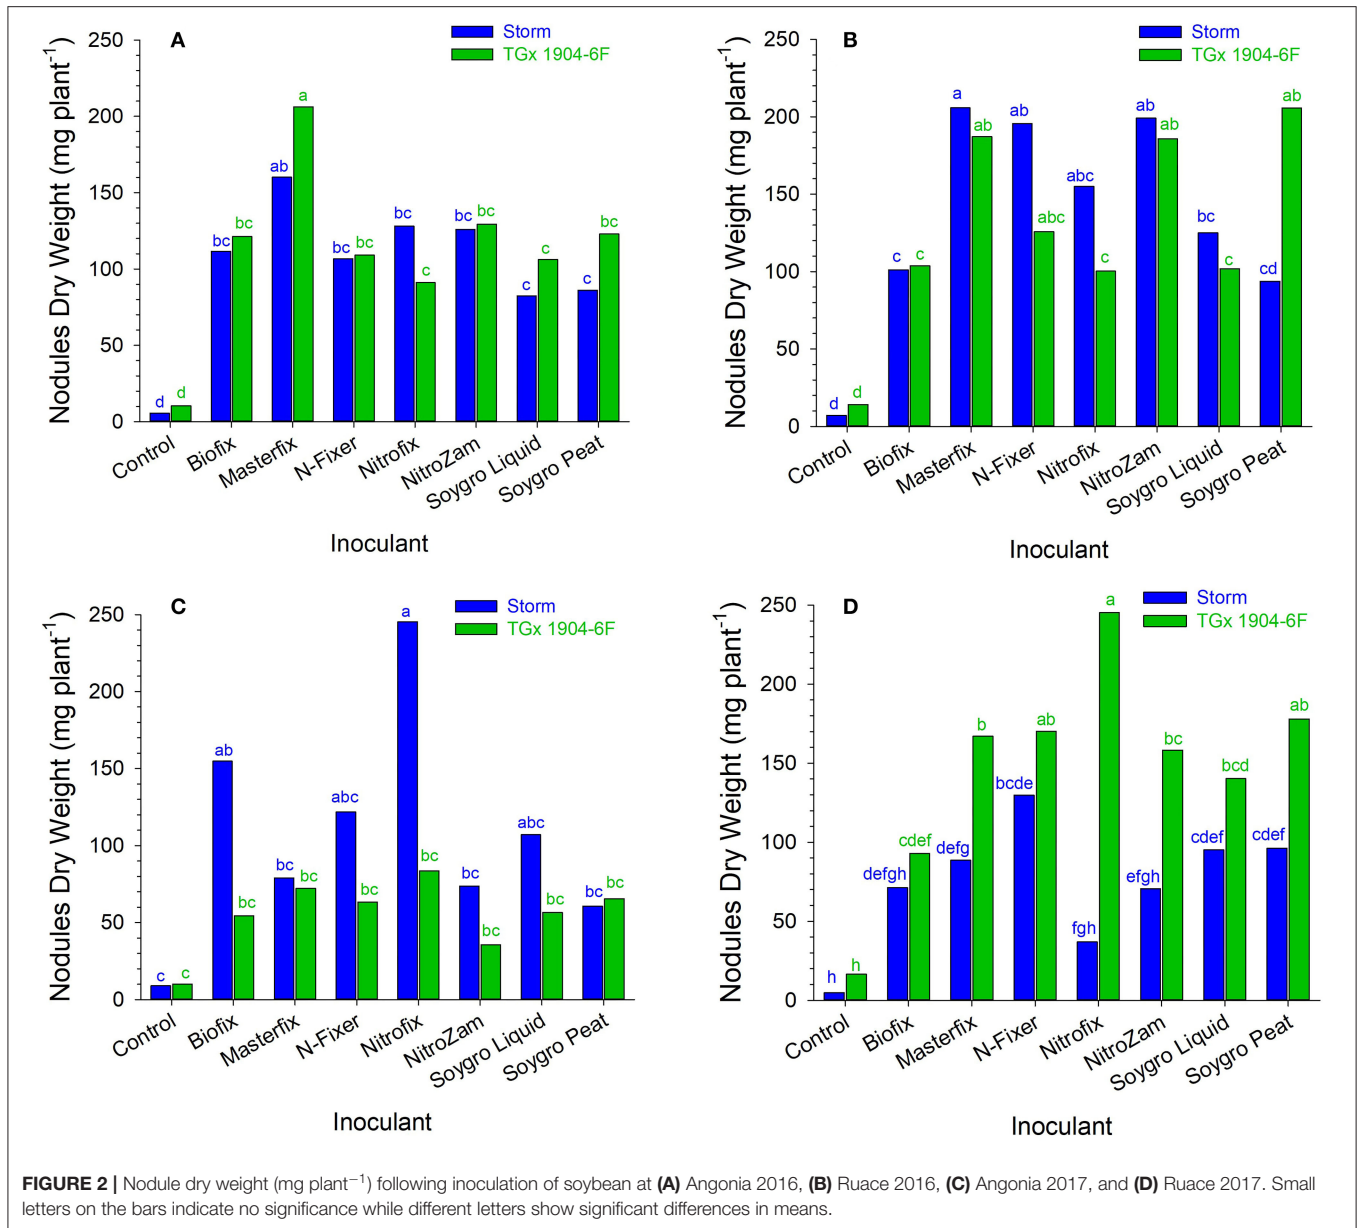 A
Storm
TGx 1904-6F
Nodules Dry Weight (mg plant-1)
250
200
150
100
50
0
d d bc bc ab a bc bc bc c bc bc c c c bc
Control Biofix Masterfix N-Fixer Nitrofix NitroZam Soygro Liquid Soygro Peat
Inoculant
B
Storm
TGx 1904-6F
Nodules Dry Weight (mg plant-1)
250
200
150
100
50
0
d d c c a ab ab abc abc c ab ab bc c cd ab
Control Biofix Masterfix N-Fixer Nitrofix NitroZam Soygro Liquid Soygro Peat
Inoculant
C
Storm
TGx 1904-6F
Nodules Dry Weight (mg plant-1)
250
200
150
100
50
0
c c ab bc bc bc abc bc a bc bc bc abc bc bc bc
Control Biofix Masterfix N-Fixer Nitrofix NitroZam Soygro Liquid Soygro Peat
Inoculant
D
Storm
TGx 1904-6F
Nodules Dry Weight (mg plant-1)
250
200
150
100
50
0
h h defgh cdef defg b bcde ab fgh a efgh bc cdef bcd cdef ab
Control Biofix Masterfix N-Fixer Nitrofix NitroZam Soygro Liquid Soygro Peat
Inoculant
FIGURE 2 | Nodule dry weight (mg plant−1) following inoculation of soybean at (A) Angonia 2016, (B) Ruace 2016, (C) Angonia 2017, and (D) Ruace 2017. Small
letters on the bars indicate no significance while different letters show significant differences in means.